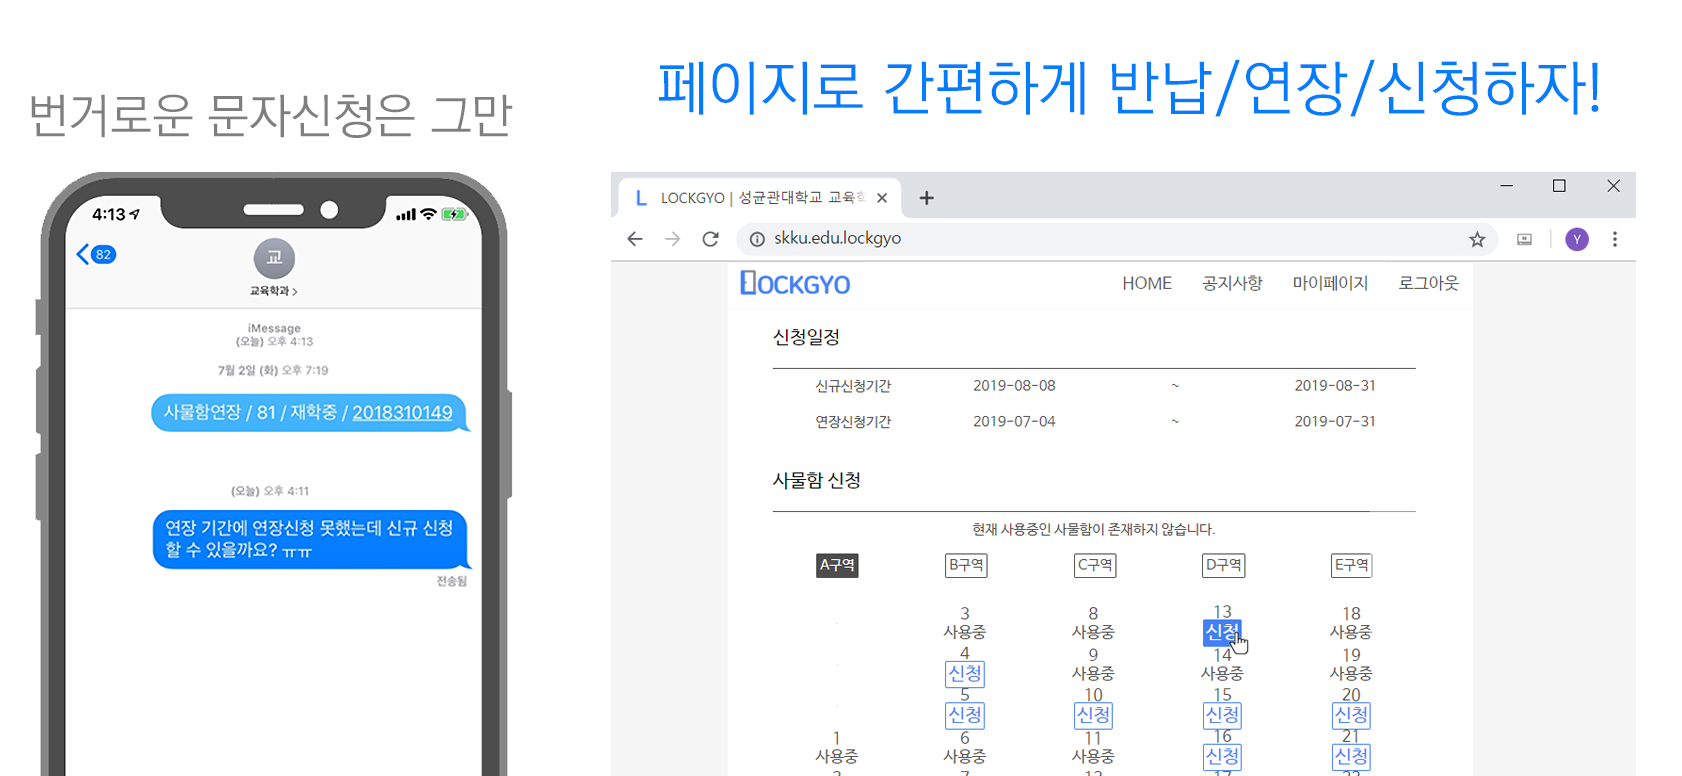 번거로운 문자신청은 그만
페이지로 간편하게 반납/연장/신청하자!
4:13
82
교
교육학과 >
iMessage
(오늘) 오후 4:13
7월 2일 (화) 오후 7:19
사물함연장 / 81 / 재학중 / 2018310149
(오늘) 오후 4:11
연장 기간에 연장신청 못했는데 신규 신청
할 수 있을까요? ㅠㅠ
전송됨
L LOCKGYO | 성균관대학교 교육학
skku.edu.lockgyo
Y
LOCKGYO HOME 공지사항 마이페이지 로그아웃
신청일정
신규신청기간 2019-08-08 ~ 2019-08-31
연장신청기간 2019-07-04 ~ 2019-07-31
사물함 신청
현재 사용중인 사물함이 존재하지 않습니다.
A구역 B구역 C구역 D구역 E구역
3 8 13 18
사용중 사용중 신청 사용중
4 9 14 19
신청 사용중 사용중 사용중
5 10 15 20
신청 신청 신청 신청
1 6 11 16 21
사용중 사용중 사용중 신청 신청